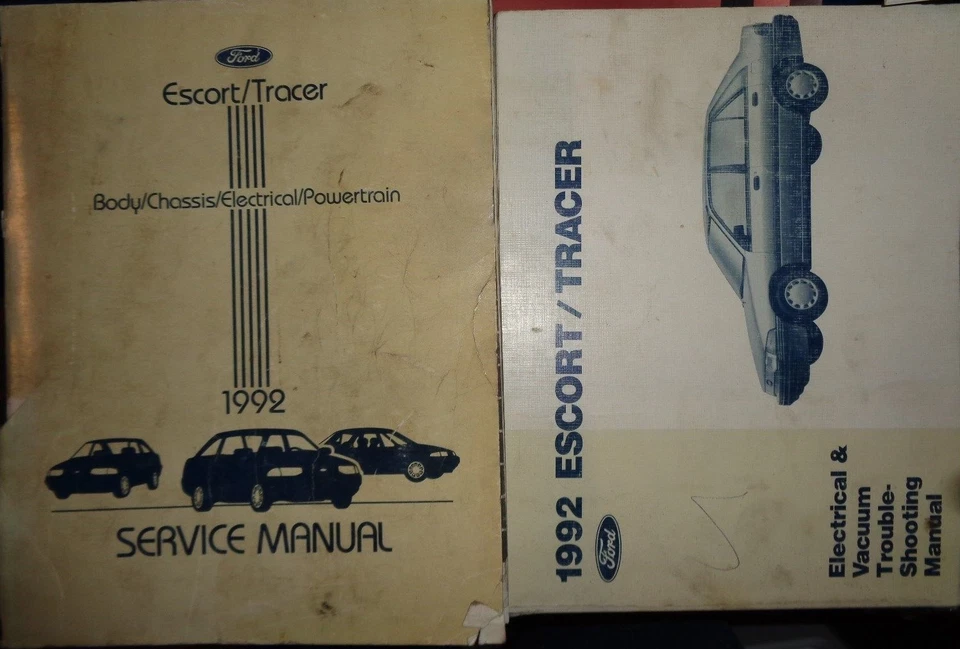 Ford
Escort/Tracer
Body/Chassis/Electrical/Powertrain
1992
SERVICE MANUAL
1992 ESCORT / TRACER
Ford
Electrical &
Vacuum
Trouble-
Shooting
Manual